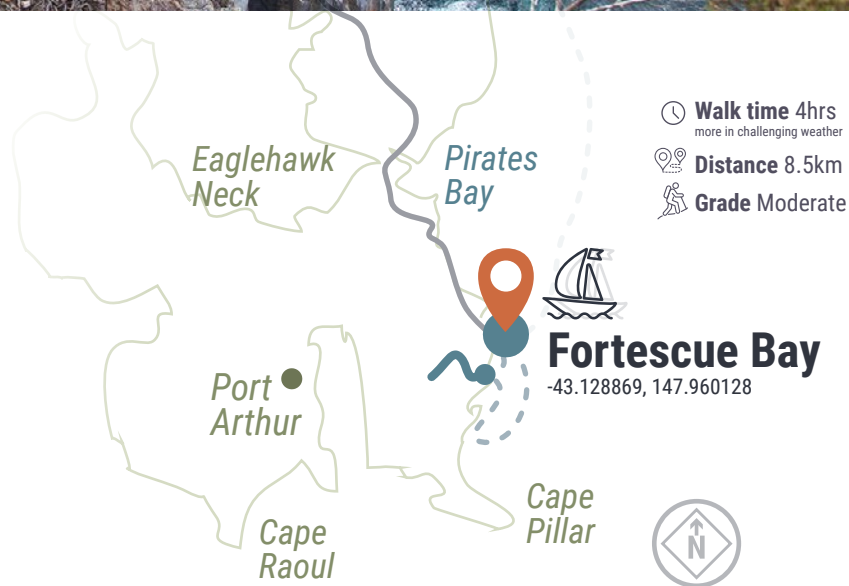 Walk time 4hrs
more in challenging weather
Distance 8.5km
Grade Moderate
Eaglehawk
Neck
Pirates
Bay
Fortescue Bay
-43.128869, 147.960128
Port
Arthur
Cape
Pillar
Cape
Raoul
N